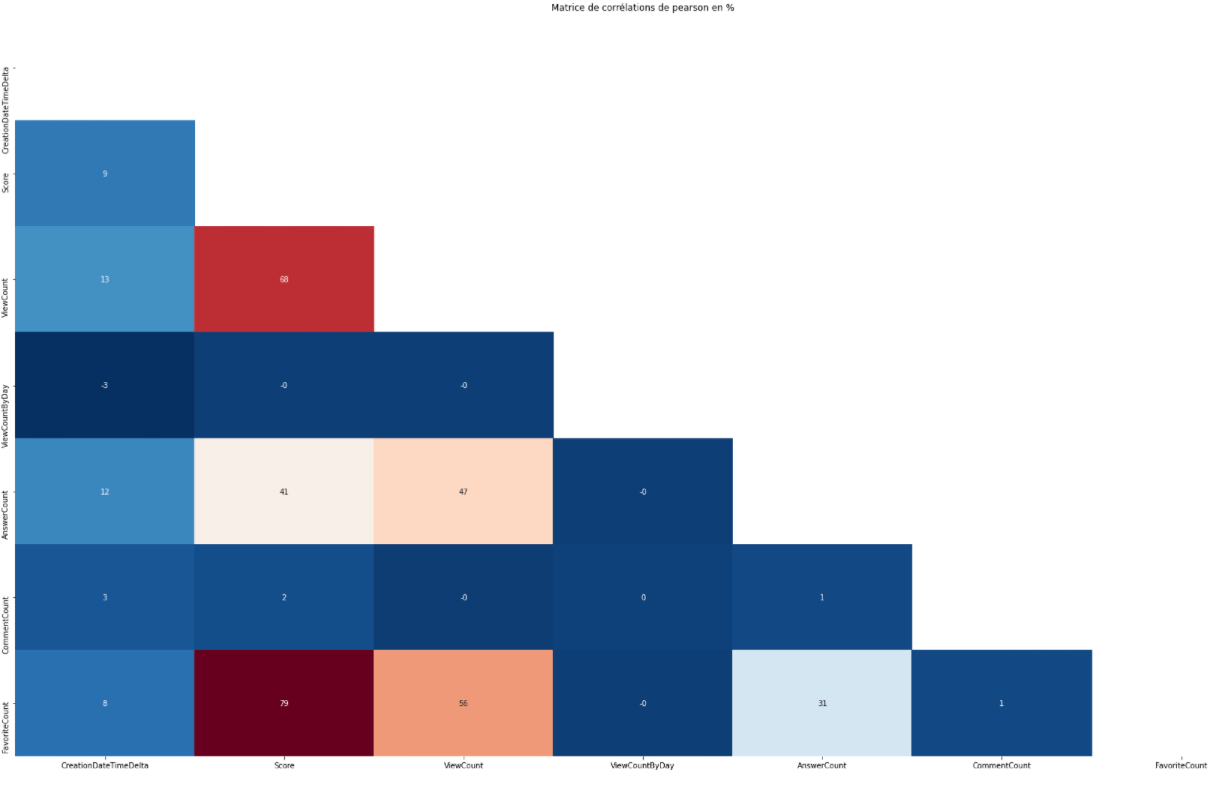 Matrice de corrélations de pearson en %
CreationDateTimeDelta
Score
9
ViewCount
13 68
ViewCountByDay
-3 -0 -0
AnswerCount
12 41 47 -0
CommentCount
3 2 -0 0 1
FavoriteCount
8 79 56 -0 31 1
CreationDateTimeDelta Score ViewCount ViewCountByDay AnswerCount CommentCount FavoriteCount